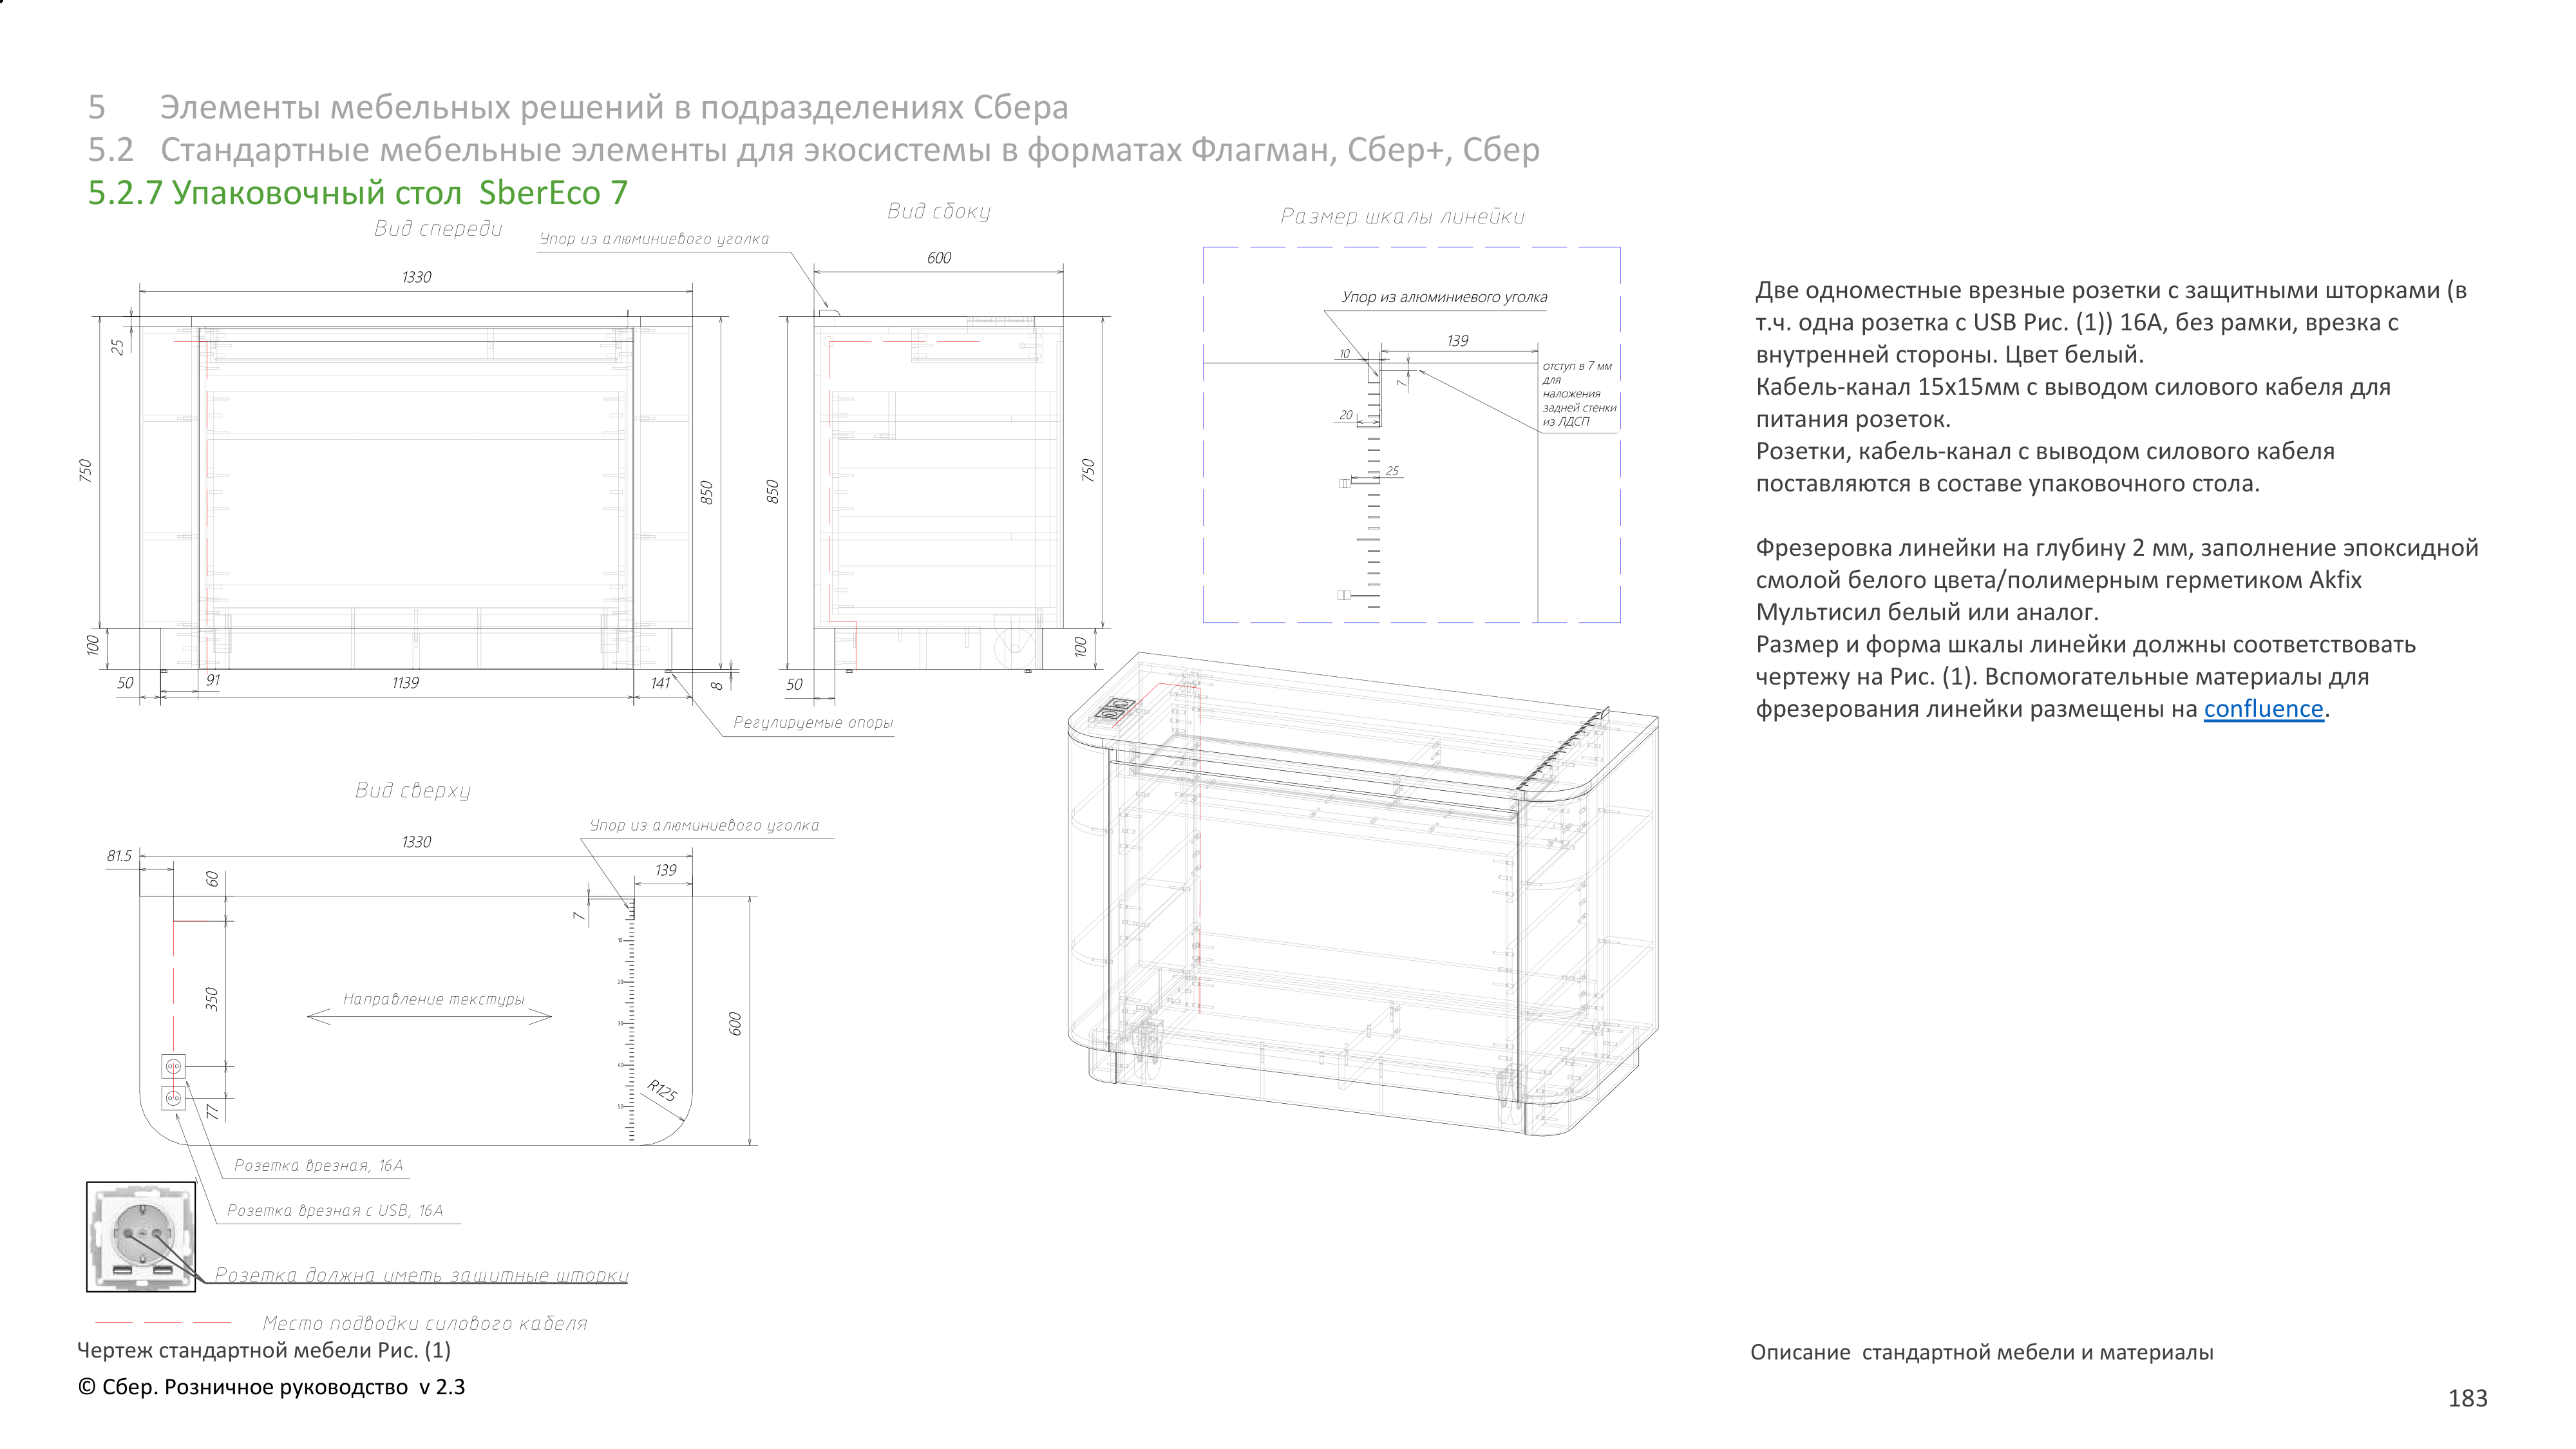 5 Элементы мебельных решений в подразделениях Сбера
5.2 Стандартные мебельные элементы для экосистемы в форматах Флагман, Сбер+, Сбер
5.2.7 Упаковочный стол SberEco 7
Вид спереди
Упор из алюминиевого уголка
1330
25
750
850
100
50
91
1139
141
8
Регулируемые опоры
Вид сбоку
600
850
750
100
50
Размер шкалы линейки
Упор из алюминиевого уголка
139
10
7
20
25
отступ в 7 мм
для
наложения
задней стенки
из ЛДСП
Вид сверху
Упор из алюминиевого уголка
1330
81.5
139
60
7
350
77
600
10
20
30
40
50
R125
Направление текстуры
Розетка врезная, 16А
Розетка врезная с USB, 16А
Розетка должна иметь защитные шторки
Место подводки силового кабеля
Чертеж стандартной мебели Рис. (1)
© Сбер. Розничное руководство v 2.3
Две одноместные врезные розетки с защитными шторками (в
т.ч. одна розетка с USB Рис. (1)) 16А, без рамки, врезка с
внутренней стороны. Цвет белый.
Кабель-канал 15х15мм с выводом силового кабеля для
питания розеток.
Розетки, кабель-канал с выводом силового кабеля
поставляются в составе упаковочного стола.
Фрезеровка линейки на глубину 2 мм, заполнение эпоксидной
смолой белого цвета/полимерным герметиком Akfix
Мультисил белый или аналог.
Размер и форма шкалы линейки должны соответствовать
чертежу на Рис. (1). Вспомогательные материалы для
фрезерования линейки размещены на confluence.
Описание стандартной мебели и материалы
183